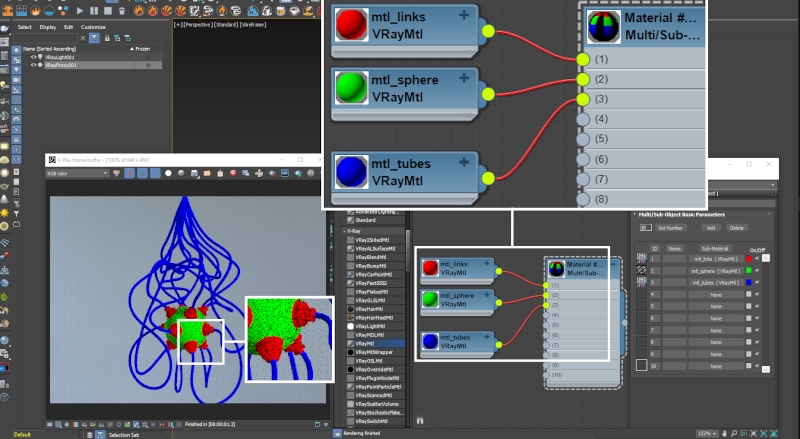 Select Display Edit Customize
Name (Sorted Ascending) ▲ Frozen
VRayLight001
VRayProxy001
[+] [Perspective] [Standard] [Wireframe]
mtl_links
VRayMtl
mtl_sphere
VRayMtl
mtl_tubes
VRayMtl
Material #...
Multi/Sub-...
(1)
(2)
(3)
(4)
(5)
(6)
(7)
(8)
V-Ray frame buffer - [100% of 640 x 480]
RGB color
Finished in [00:00:01.3]
Advanced Lighting...
Standard
- V-Ray
VRay2SidedMtl
VRayALSurfaceMtl
VRayBlendMtl
VRayBumpMtl
VRayCarPaintMtl
VRayFastSSS2
VRayFlakesMtl
VRayGLSLMtl
VRayHairMtl
VRayHairNextMtl
VRayLightMtl
VRayMDLMtl
VRayMtl
VRayMtlWrapper
VRayOSLMtl
VRayOverrideMtl
VRayPluginNodeMtl
VRayPointParticleMtl
VRayScannedMtl
VRayScatterVolume
VRayStochasticFlake...
VRaySwitchMtl
Rendering finished
mtl_links
VRayMtl
mtl_sphere
VRayMtl
mtl_tubes
VRayMtl
Material #...
Multi/Sub-...
(1)
(2)
(3)
(4)
(5)
(6)
(7)
(8)
(9)
(10)
Multi/Sub-Object Basic Parameters
10 Set Number Add Delete
ID Name Sub-Material On/Off
1 mtl_links (VRayMtl)
2 mtl_sphere (VRayMtl)
3 mtl_tubes (VRayMtl)
4 None
5 None
6 None
7 None
8 None
9 None
10 None
122%
Default
Selection Set